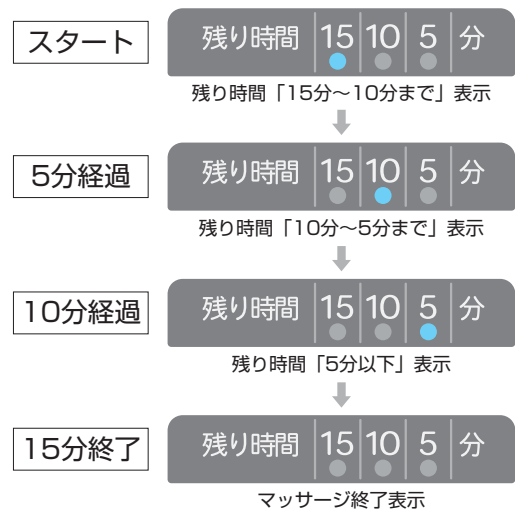 スタート
残り時間 15 10 5 分
残り時間「15分～10分まで」表示
5分経過
残り時間 15 10 5 分
残り時間「10分～5分まで」表示
10分経過
残り時間 15 10 5 分
残り時間「5分以下」表示
15分終了
残り時間 15 10 5 分
マッサージ終了表示